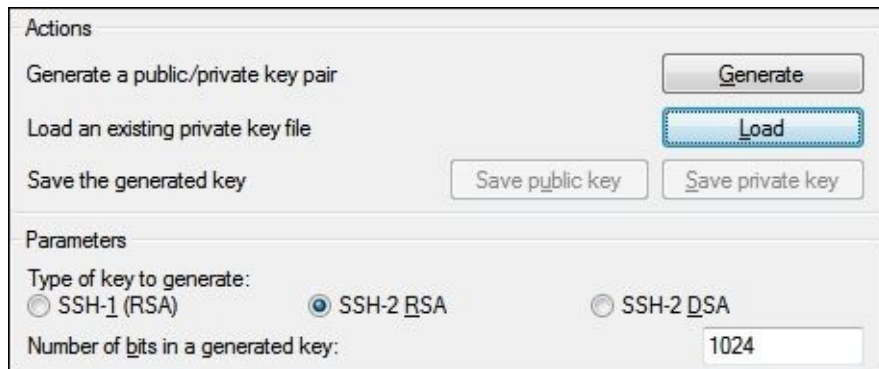 Actions
Generate a public/private key pair Generate
Load an existing private key file Load
Save the generated key Save public key Save private key
Parameters
Type of key to generate:
SSH-1 (RSA) SSH-2 RSA SSH-2 DSA
Number of bits in a generated key: 1024